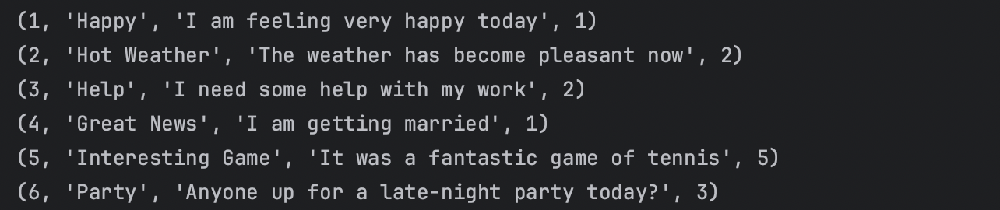 (1, 'Happy', 'I am feeling very happy today', 1)
(2, 'Hot Weather', 'The weather has become pleasant now', 2)
(3, 'Help', 'I need some help with my work', 2)
(4, 'Great News', 'I am getting married', 1)
(5, 'Interesting Game', 'It was a fantastic game of tennis', 5)
(6, 'Party', 'Anyone up for a late-night party today?', 3)